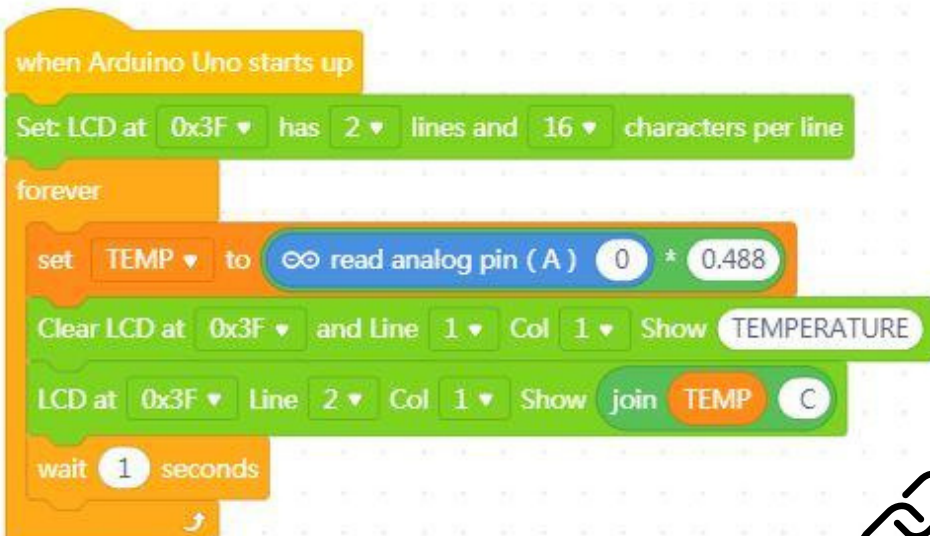 when Arduino Uno starts up
Set: LCD at 0x3F has 2 lines and 16 characters per line
forever
set TEMP to read analog pin ( A ) 0 * 0.488
Clear LCD at 0x3F and Line 1 Col 1 Show TEMPERATURE
LCD at 0x3F Line 2 Col 1 Show join TEMP C
wait 1 seconds